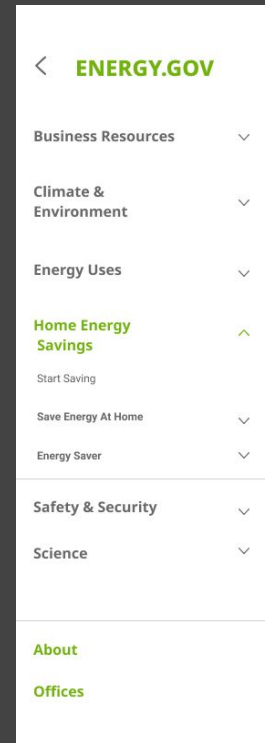 ENERGY.GOV
Business Resources
Climate &
Environment
Energy Uses
Home Energy
Savings
Start Saving
Save Energy At Home
Energy Saver
Safety & Security
Science
About
Offices